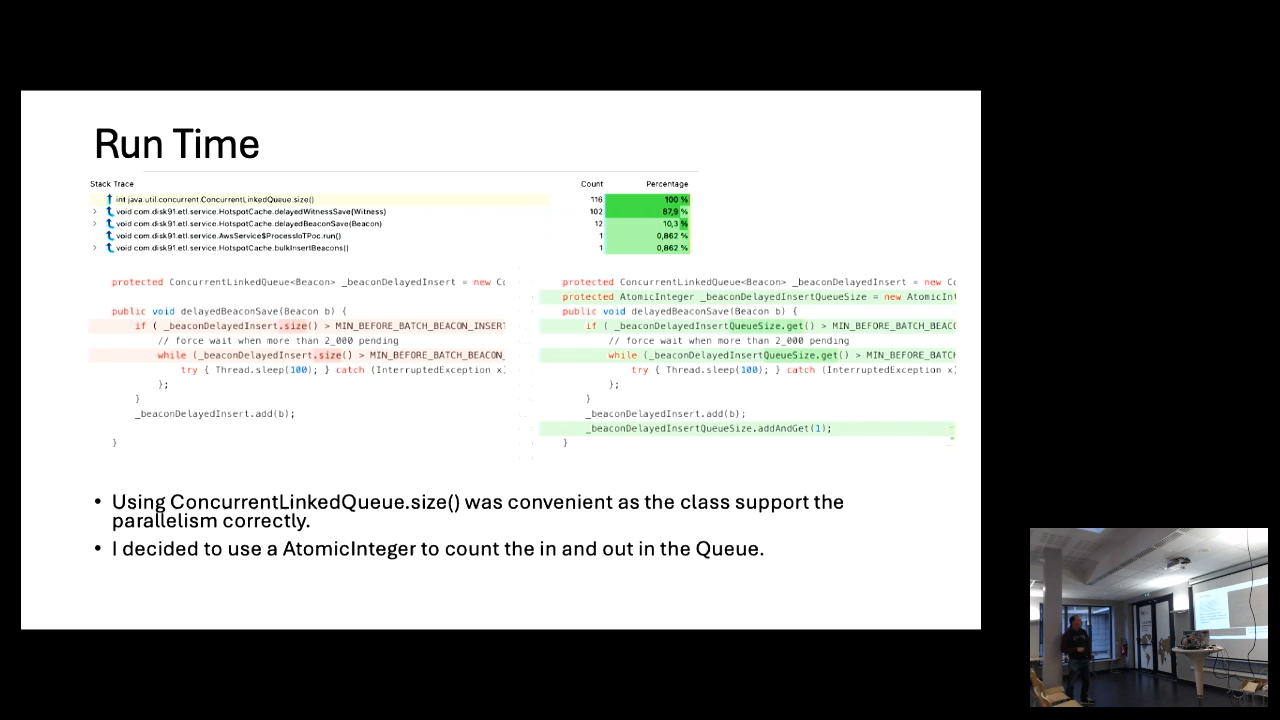 Run Time
Stack Trace Count Percentage
int java.util.concurrent.ConcurrentLinkedQueue.size() 116 100 %
void com.disk91.etl.service.HotspotCache.delayedWitnessSave(Witness) 102 87,9 %
void com.disk91.etl.service.HotspotCache.delayedBeaconSave(Beacon) 12 10,3 %
void com.disk91.etl.service.AwsService$ProcessIoTPoc.run() 1 0,862 %
void com.disk91.etl.service.HotspotCache.bulkInsertBeacons() 1 0,862 %
protected ConcurrentLinkedQueue<Beacon> _beaconDelayedInsert = new Co
public void delayedBeaconSave(Beacon b) {
if ( _beaconDelayedInsert.size() > MIN_BEFORE_BATCH_BEACON_INSERT
// force wait when more than 2_000 pending
while (_beaconDelayedInsert.size() > MIN_BEFORE_BATCH_BEACON_
try { Thread.sleep(100); } catch (InterruptedException x)
};
}
_beaconDelayedInsert.add(b);
}
protected ConcurrentLinkedQueue<Beacon> _beaconDelayedInsert = new Co
protected AtomicInteger _beaconDelayedInsertQueueSize = new AtomicInt
public void delayedBeaconSave(Beacon b) {
if ( _beaconDelayedInsertQueueSize.get() > MIN_BEFORE_BATCH_BEACO
// force wait when more than 2_000 pending
while (_beaconDelayedInsertQueueSize.get() > MIN_BEFORE_BATCH
try { Thread.sleep(100); } catch (InterruptedException x)
};
}
_beaconDelayedInsert.add(b);
_beaconDelayedInsertQueueSize.addAndGet(1);
}
• Using ConcurrentLinkedQueue.size() was convenient as the class support the
parallelism correctly.
• I decided to use a AtomicInteger to count the in and out in the Queue.